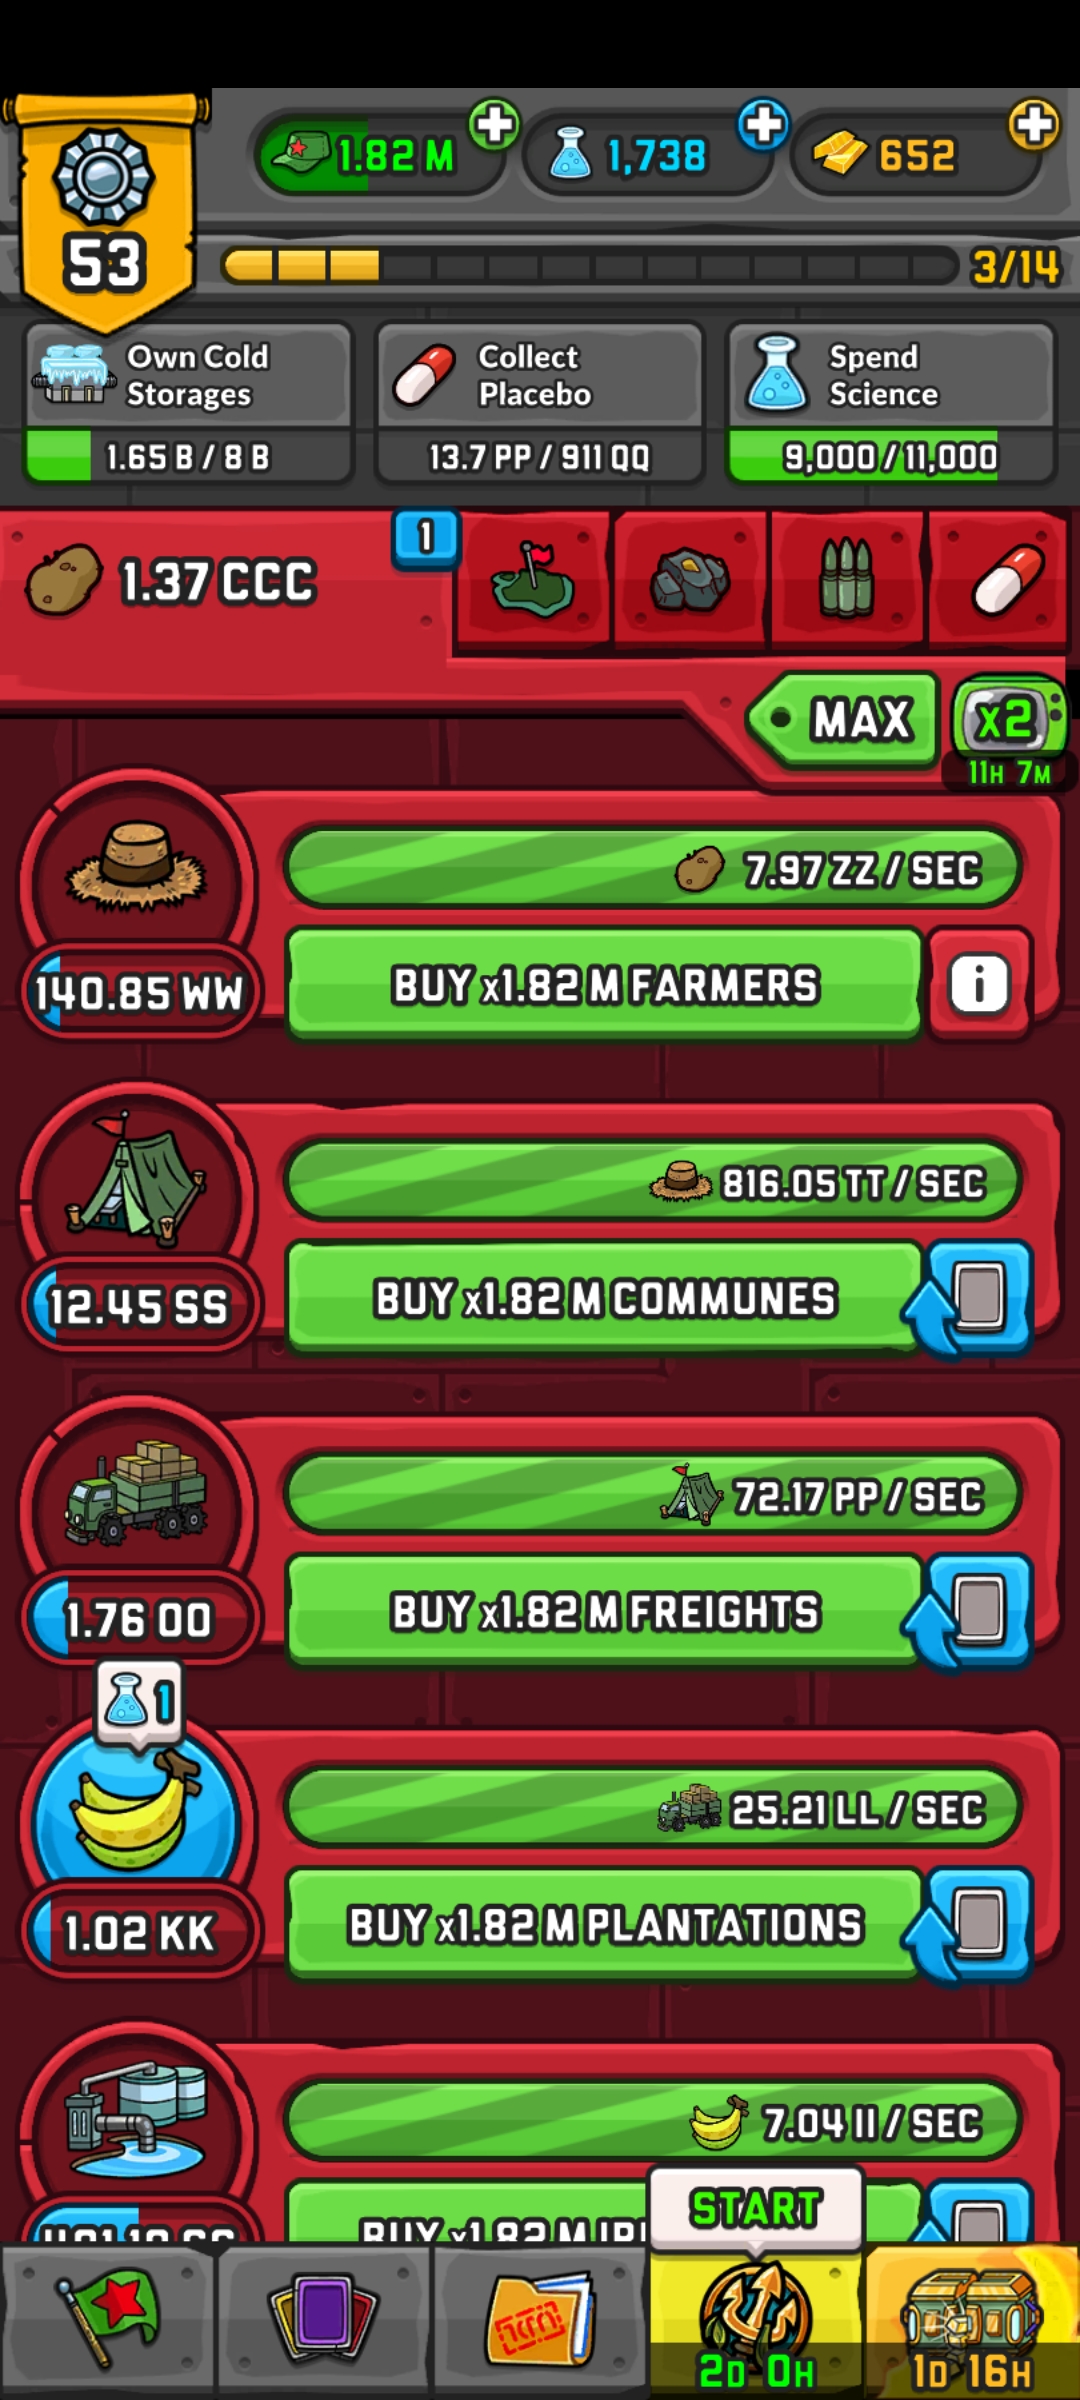 53
1.82 M
1,738
652
3/14
Own Cold
Storages
1.65 B / 8 B
Collect
Placebo
13.7 PP / 911 QQ
Spend
Science
9,000 / 11,000
1.37 CCC
1
MAX
x2
11H 7M
140.85 WW
7.97 ZZ / SEC
BUY x1.82 M FARMERS
i
12.45 SS
816.05 TT / SEC
BUY x1.82 M COMMUNES
1.76 OO
72.17 PP / SEC
BUY x1.82 M FREIGHTS
1
1.02 KK
25.21 LL / SEC
BUY x1.82 M PLANTATIONS
7.04 II / SEC
BUY x1.82 M
START
2D 0H
1D 16H